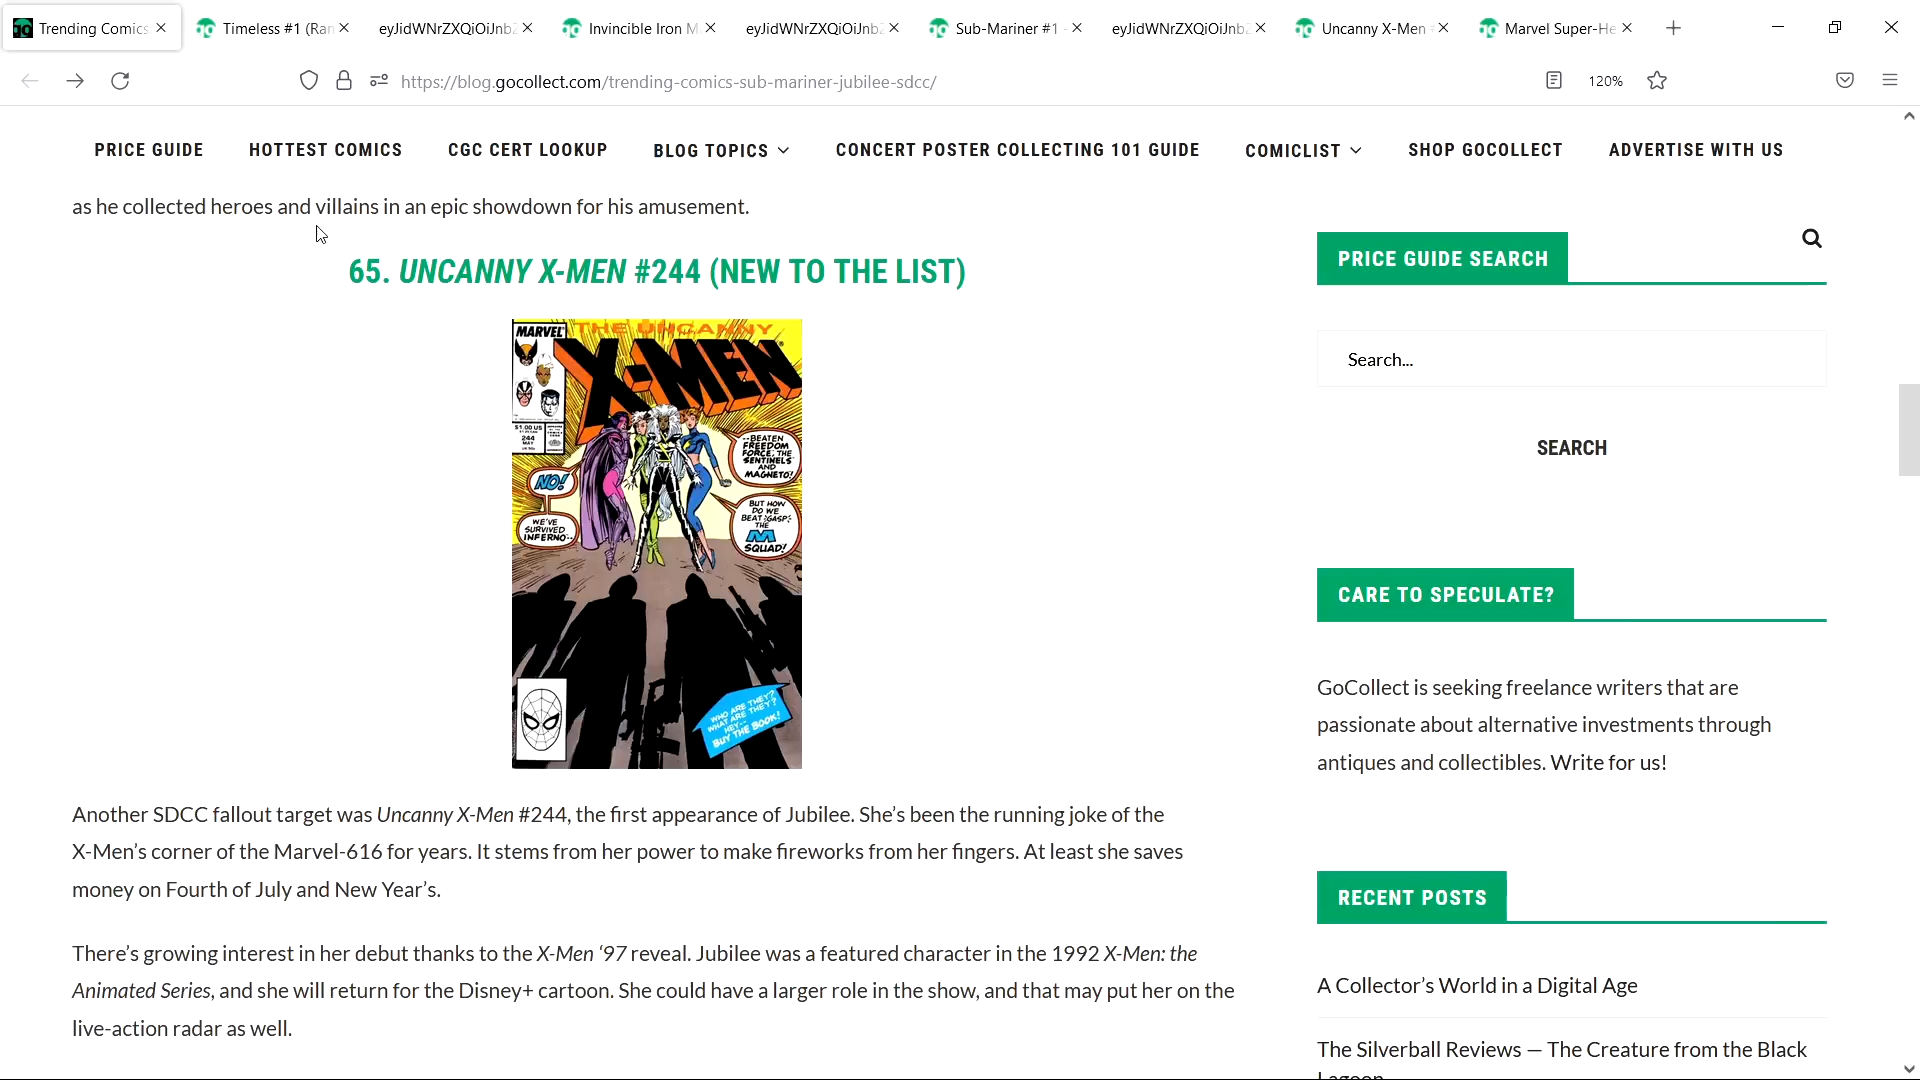 Trending Comics
Timeless #1 (Ran
eyJidWNrZXQiOiJnb
Invincible Iron M
eyJidWNrZXQiOiJnb
Sub-Mariner #1 -
eyJidWNrZXQiOiJnb
Uncanny X-Men
Marvel Super-He
https://blog.gocollect.com/trending-comics-sub-mariner-jubilee-sdcc/
120%
PRICE GUIDE
HOTTEST COMICS
CGC CERT LOOKUP
BLOG TOPICS
CONCERT POSTER COLLECTING 101 GUIDE
COMICLIST
SHOP GOCOLLECT
ADVERTISE WITH US
as he collected heroes and villains in an epic showdown for his amusement.
65. UNCANNY X-MEN #244 (NEW TO THE LIST)
MARVEL
THE UNCANNY
X-MEN
$1.00 US
244
MAY
NO!
WE'VE
SURVIVED
INFERNO--
--BEATEN
FREEDOM
FORCE, THE
SENTINELS
AND
MAGNETO!
BUT HOW
DO WE
BEAT :GASP:
THE
M
SQUAD!
WHO ARE THEY?
WHAT ARE THEY?
HEY--
BUY THE BOOK!
Another SDCC fallout target was Uncanny X-Men #244, the first appearance of Jubilee. She’s been the running joke of the
X-Men’s corner of the Marvel-616 for years. It stems from her power to make fireworks from her fingers. At least she saves
money on Fourth of July and New Year’s.
There’s growing interest in her debut thanks to the X-Men ‘97 reveal. Jubilee was a featured character in the 1992 X-Men: the
Animated Series, and she will return for the Disney+ cartoon. She could have a larger role in the show, and that may put her on the
live-action radar as well.
PRICE GUIDE SEARCH
Search...
SEARCH
CARE TO SPECULATE?
GoCollect is seeking freelance writers that are
passionate about alternative investments through
antiques and collectibles. Write for us!
RECENT POSTS
A Collector’s World in a Digital Age
The Silverball Reviews — The Creature from the Black
Lagoon